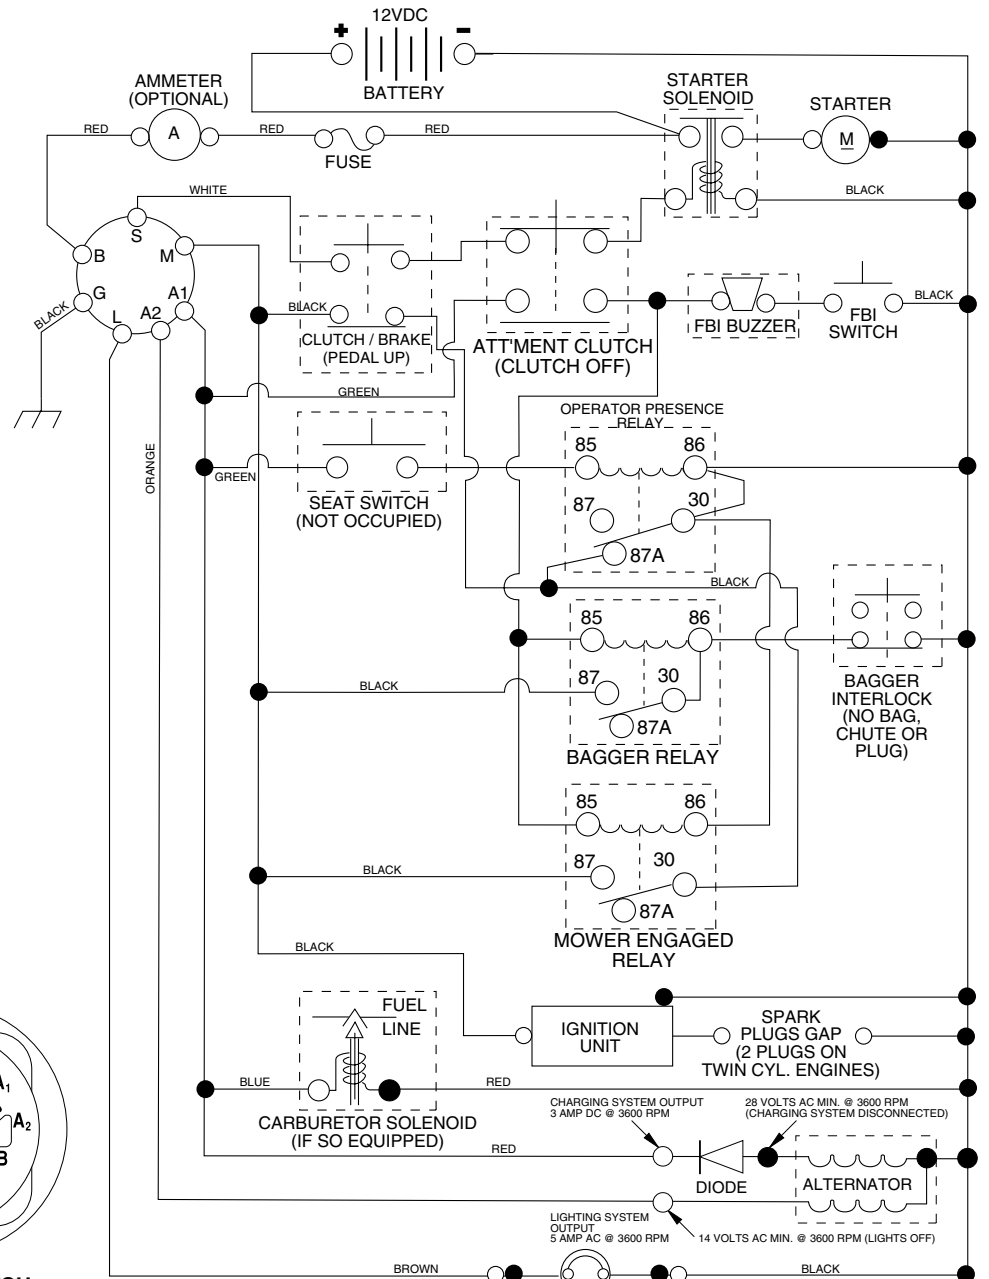 12VDC
+ -
BATTERY
AMMETER
(OPTIONAL)
A
RED
RED
RED
FUSE
STARTER
SOLENOID
STARTER
M
BLACK
WHITE
S
B
M
G
A1
L
A2
BLACK
BLACK
CLUTCH / BRAKE
(PEDAL UP)
ATT'MENT CLUTCH
(CLUTCH OFF)
FBI BUZZER
FBI
SWITCH
BLACK
GREEN
OPERATOR PRESENCE
RELAY
85
86
87
30
87A
ORANGE
GREEN
SEAT SWITCH
(NOT OCCUPIED)
BLACK
85
86
87
30
87A
BAGGER RELAY
BLACK
BAGGER
INTERLOCK
(NO BAG,
CHUTE OR
PLUG)
85
86
87
30
87A
MOWER ENGAGED
RELAY
BLACK
BLACK
FUEL
LINE
IGNITION
UNIT
SPARK
PLUGS GAP
(2 PLUGS ON
TWIN CYL. ENGINES)
BLUE
RED
CARBURETOR SOLENOID
(IF SO EQUIPPED)
CHARGING SYSTEM OUTPUT
3 AMP DC @ 3600 RPM
28 VOLTS AC MIN. @ 3600 RPM
(CHARGING SYSTEM DISCONNECTED)
RED
DIODE
ALTERNATOR
LIGHTING SYSTEM
OUTPUT
5 AMP AC @ 3600 RPM
14 VOLTS AC MIN. @ 3600 RPM (LIGHTS OFF)
BROWN
BLACK
A1
A2
B